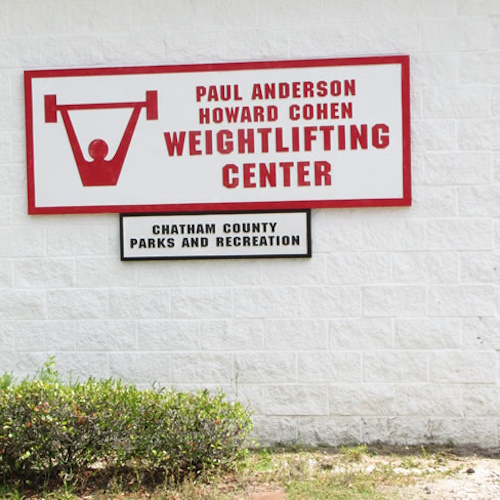 PAUL ANDERSON
HOWARD COHEN
WEIGHTLIFTING
CENTER
CHATHAM COUNTY
PARKS AND RECREATION